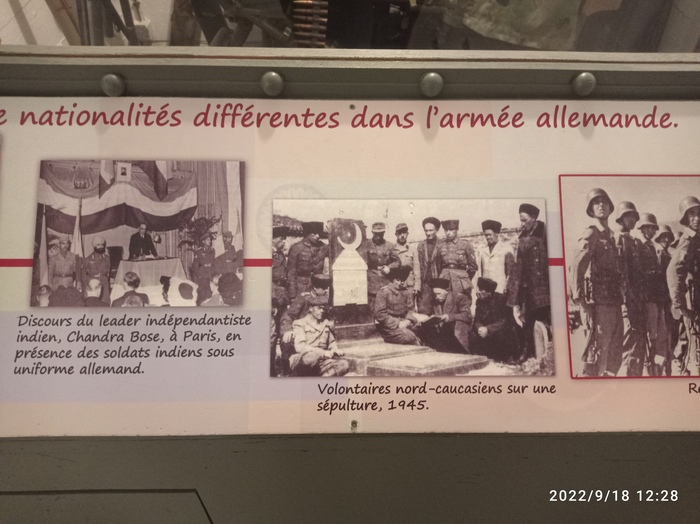 e nationalités différentes dans l'armée allemande.
Discours du leader indépendantiste
indien, Chandra Bose, à Paris, en
présence des soldats indiens sous
uniforme allemand.
Volontaires nord-caucasiens sur une
sépulture, 1945.
2022/9/18 12:28